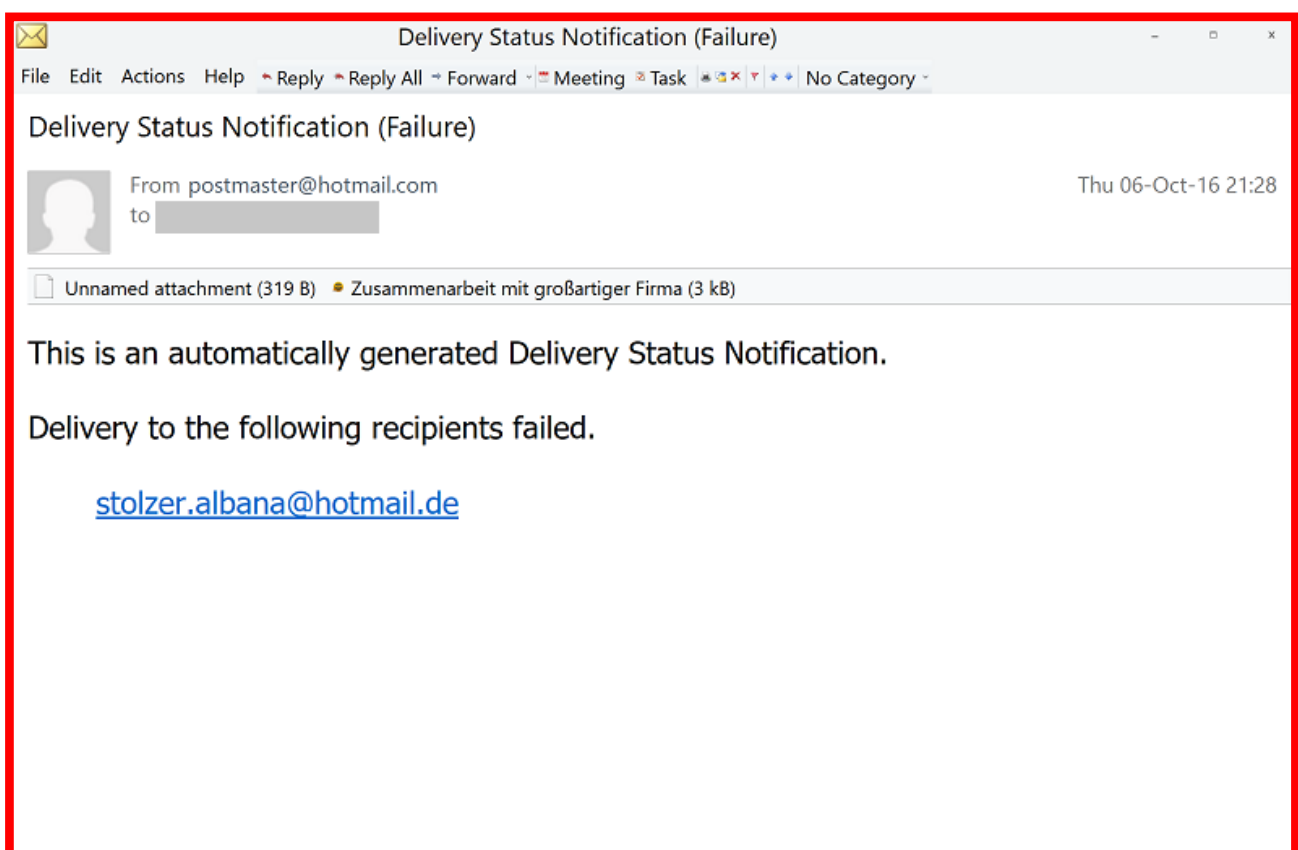 Delivery Status Notification (Failure)
File Edit Actions Help Reply Reply All Forward Meeting Task No Category
Delivery Status Notification (Failure)
From postmaster@hotmail.com Thu 06-Oct-16 21:28
to
Unnamed attachment (319 B) Zusammenarbeit mit großartiger Firma (3 kB)
This is an automatically generated Delivery Status Notification.
Delivery to the following recipients failed.
stolzer.albana@hotmail.de